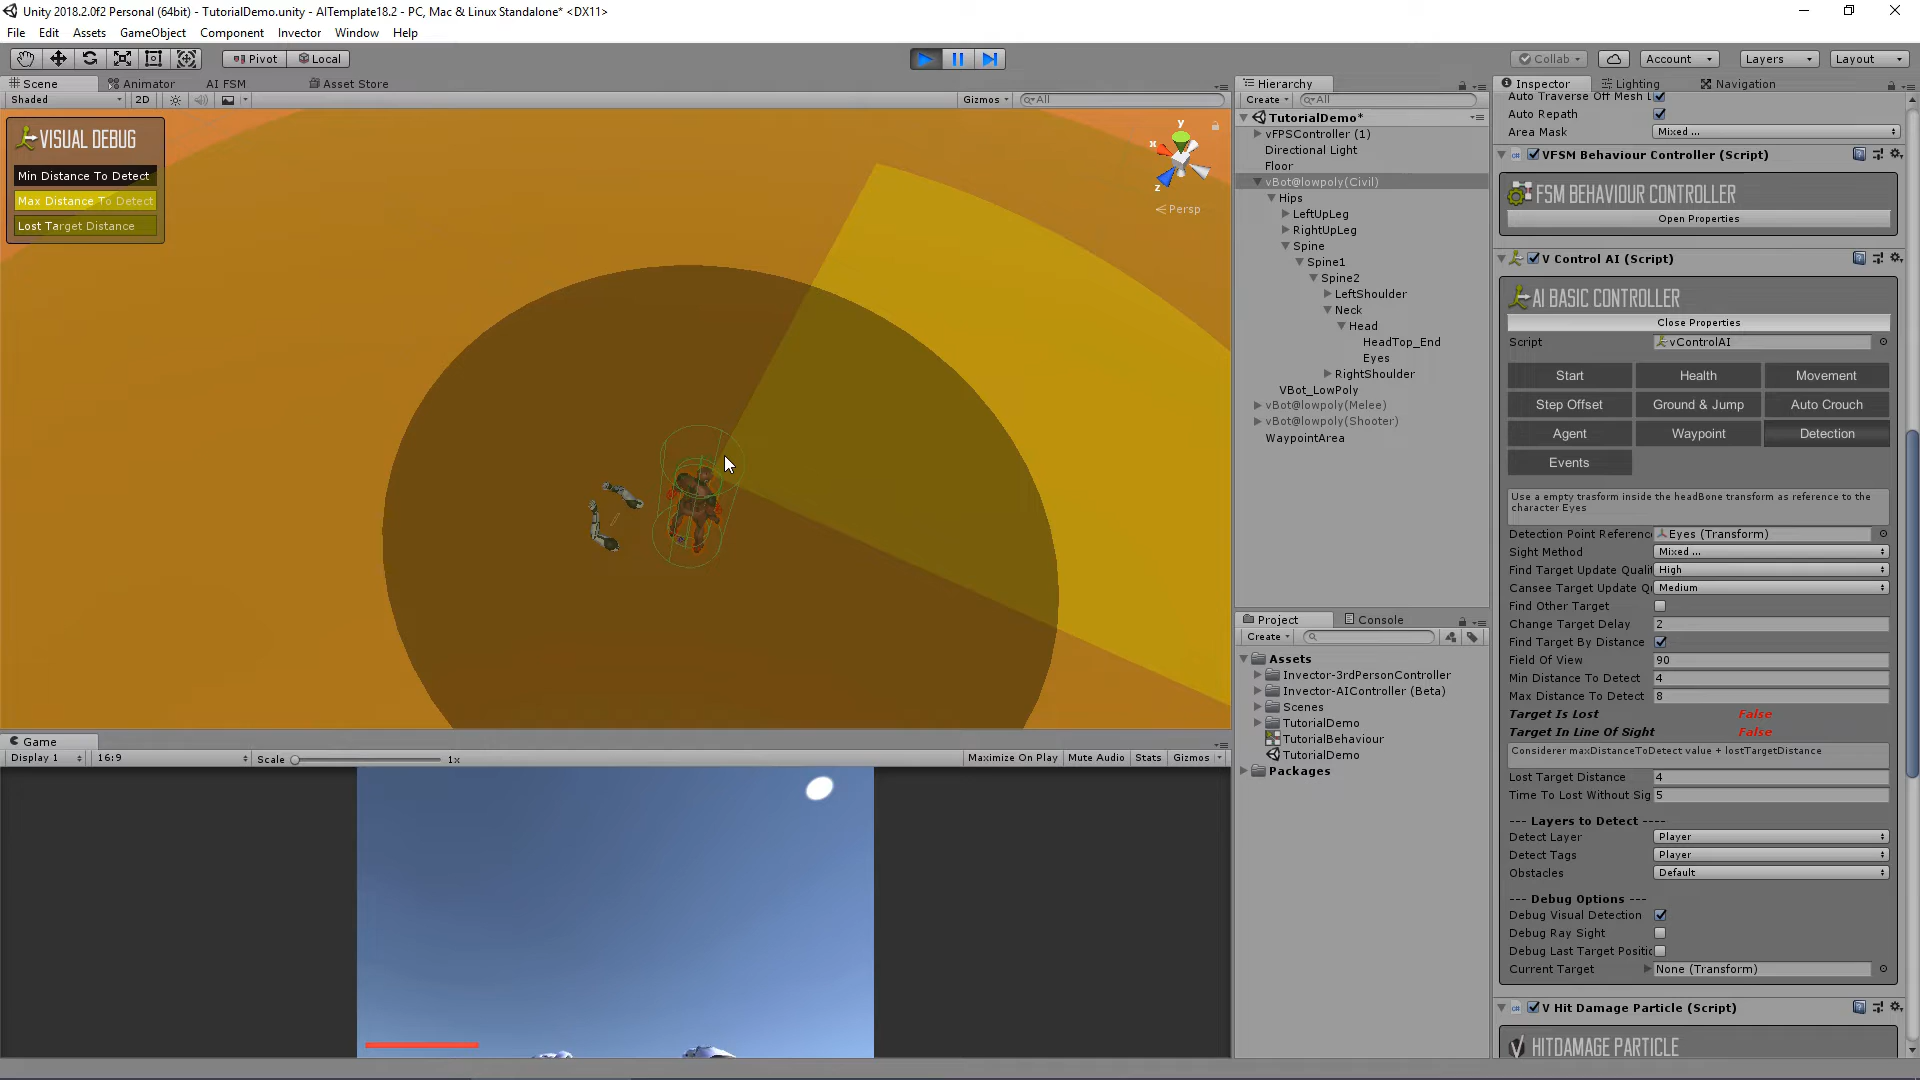 Unity 2018.2.0f2 Personal (64bit) - TutorialDemo.unity - AITemplate18.2 - PC, Mac & Linux Standalone* <DX11>
File Edit Assets GameObject Component Invector Window Help
Pivot Local Collab Account Layers Layout
Scene Animator AI FSM Asset Store
Shaded 2D Gizmos All
VISUAL DEBUG
Min Distance To Detect
Max Distance To Detect
Lost Target Distance
y
x
z
Persp
Game
Display 1 16:9 Scale 1x Maximize On Play Mute Audio Stats Gizmos
Hierarchy
Create All
TutorialDemo*
vFPSController (1)
Directional Light
Floor
vBot@lowpoly(Civil)
Hips
LeftUpLeg
RightUpLeg
Spine
Spine1
Spine2
LeftShoulder
Neck
Head
HeadTop_End
Eyes
RightShoulder
VBot_LowPoly
vBot@lowpoly(Melee)
vBot@lowpoly(Shooter)
WaypointArea
Project Console
Create
Assets
Invector-3rdPersonController
Invector-AIController (Beta)
Scenes
TutorialDemo
TutorialBehaviour
TutorialDemo
Packages
Inspector Lighting Navigation
Auto Traverse Off Mesh L
Auto Repath
Area Mask Mixed ...
VFSM Behaviour Controller (Script)
FSM BEHAVIOUR CONTROLLER
Open Properties
V Control AI (Script)
AI BASIC CONTROLLER
Close Properties
Script vControlAI
Start Health Movement
Step Offset Ground & Jump Auto Crouch
Agent Waypoint Detection
Events
Use a empty trasform inside the headBone transform as reference to the
character Eyes
Detection Point Referenc Eyes (Transform)
Sight Method Mixed ...
Find Target Update Quali High
Cansee Target Update Q Medium
Find Other Target
Change Target Delay 2
Find Target By Distance
Field Of View 90
Min Distance To Detect 4
Max Distance To Detect 8
Target Is Lost False
Target In Line Of Sight False
Considerer maxDistanceToDetect value + lostTargetDistance
Lost Target Distance 4
Time To Lost Without Sig 5
--- Layers to Detect ----
Detect Layer Player
Detect Tags Player
Obstacles Default
--- Debug Options ---
Debug Visual Detection
Debug Ray Sight
Debug Last Target Positi
Current Target None (Transform)
V Hit Damage Particle (Script)
HITDAMAGE PARTICLE